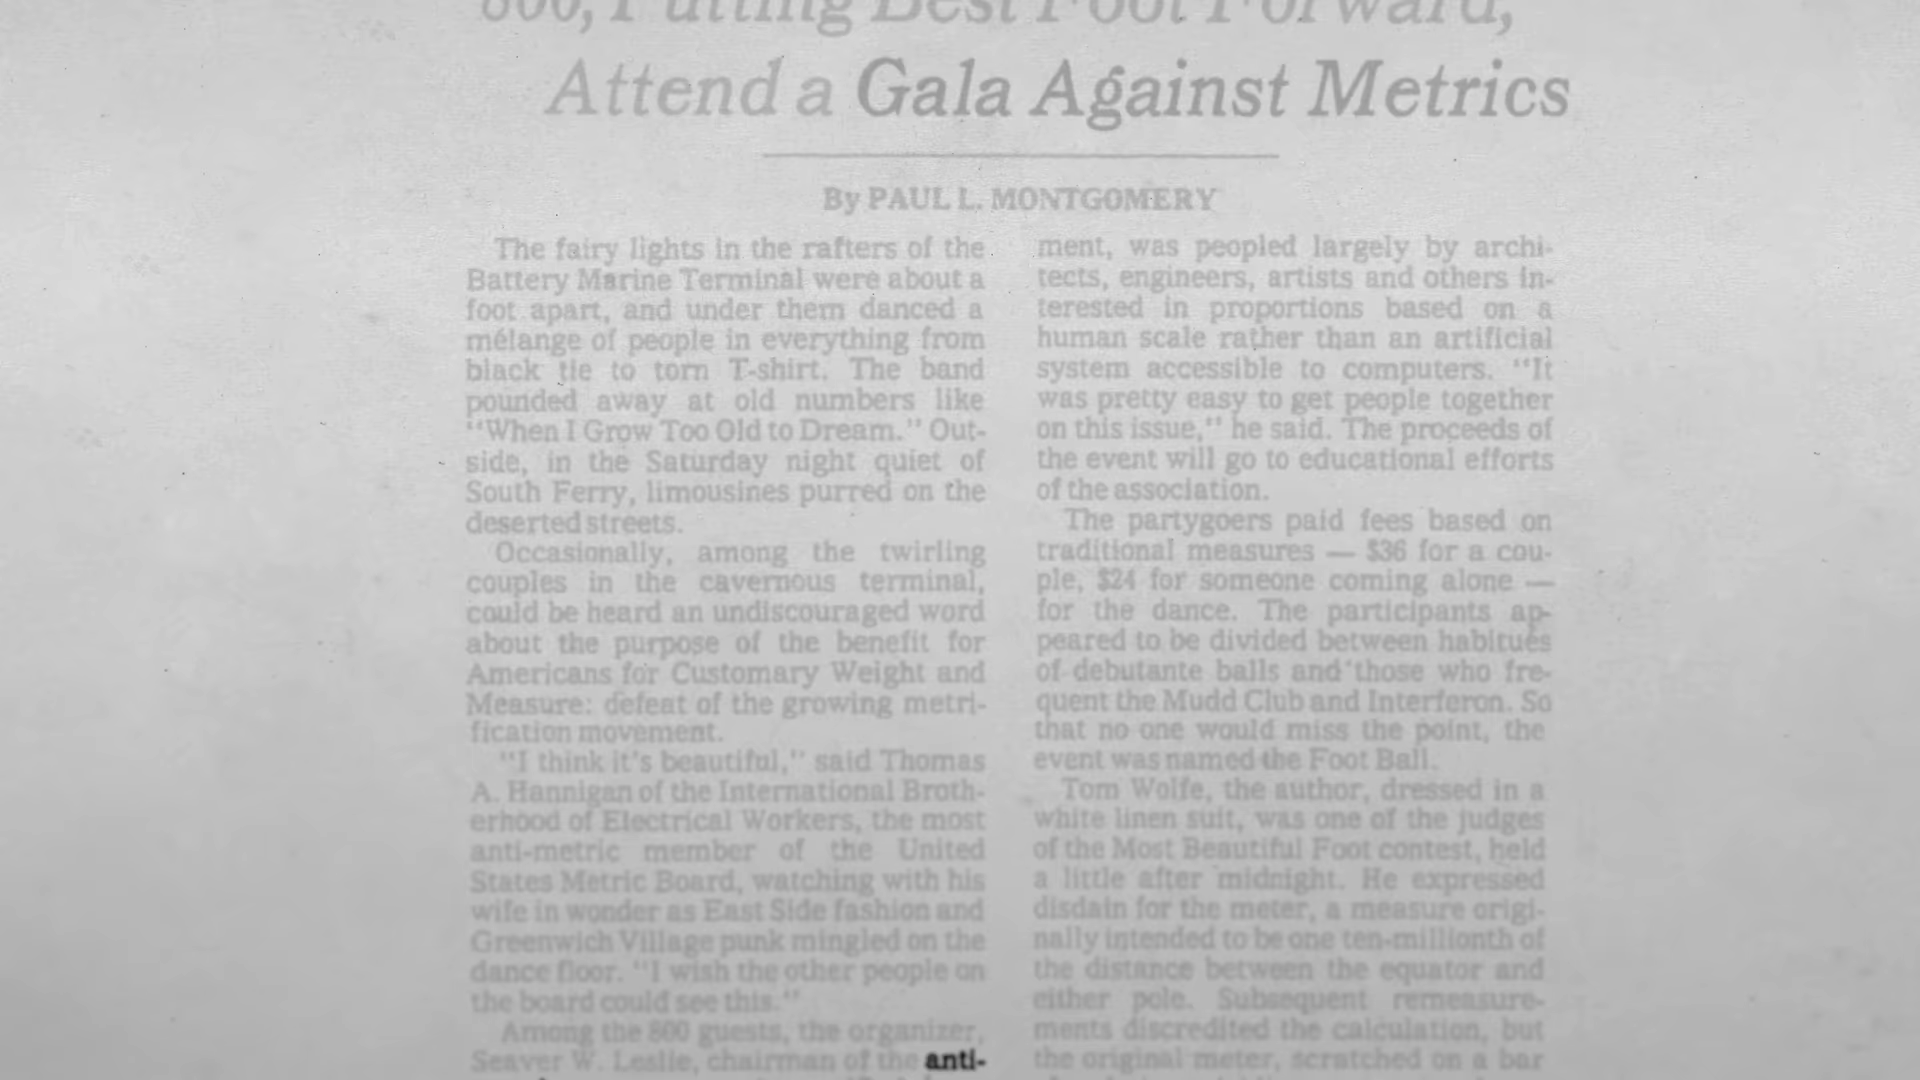 800, Putting Best Foot Forward,
Attend a Gala Against Metrics
By PAUL L. MONTGOMERY
The fairy lights in the rafters of the
Battery Marine Terminal were about a
foot apart, and under them danced a
mélange of people in everything from
black tie to torn T-shirt. The band
pounded away at old numbers like
"When I Grow Too Old to Dream." Out-
side, in the Saturday night quiet of
South Ferry, limousines purred on the
deserted streets.
Occasionally, among the twirling
couples in the cavernous terminal,
could be heard an undiscouraged word
about the purpose of the benefit for
Americans for Customary Weight and
Measure: defeat of the growing metri-
fication movement.
"I think it's beautiful," said Thomas
A. Hannigan of the International Broth-
erhood of Electrical Workers, the most
anti-metric member of the United
States Metric Board, watching with his
wife in wonder as East Side fashion and
Greenwich Village punk mingled on the
dance floor. "I wish the other people on
the board could see this."
Among the 800 guests, the organizer,
Seaver W. Leslie, chairman of the anti-
ment, was peopled largely by archi-
tects, engineers, artists and others in-
terested in proportions based on a
human scale rather than an artificial
system accessible to computers. "It
was pretty easy to get people together
on this issue," he said. The proceeds of
the event will go to educational efforts
of the association.
The partygoers paid fees based on
traditional measures — $36 for a cou-
ple, $24 for someone coming alone —
for the dance. The participants ap-
peared to be divided between habitués
of debutante balls and those who fre-
quent the Mudd Club and Interferon. So
that no one would miss the point, the
event was named the Foot Ball.
Tom Wolfe, the author, dressed in a
white linen suit, was one of the judges
of the Most Beautiful Foot contest, held
a little after midnight. He expressed
disdain for the meter, a measure origi-
nally intended to be one ten-millionth of
the distance between the equator and
either pole. Subsequent remeasure-
ments discredited the calculation, but
the original meter, scratched on a bar